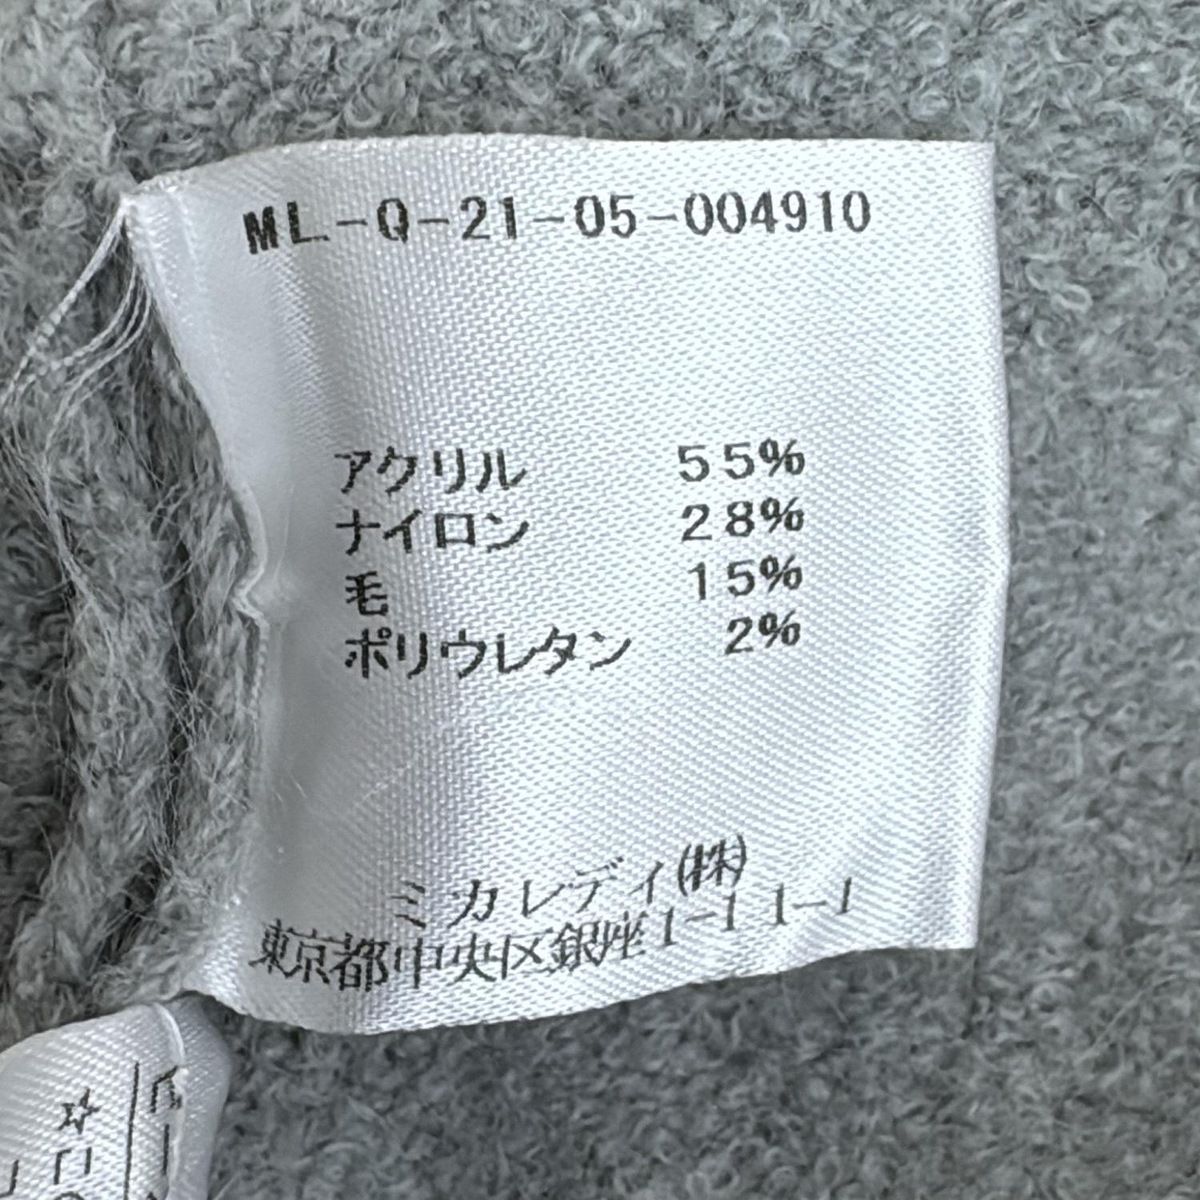 ML-Q-21-05-004910
アクリル 55%
ナイロン 28%
毛 15%
ポリウレタン 2%
ミカレディ(株)
東京都中央区銀座1-11-1